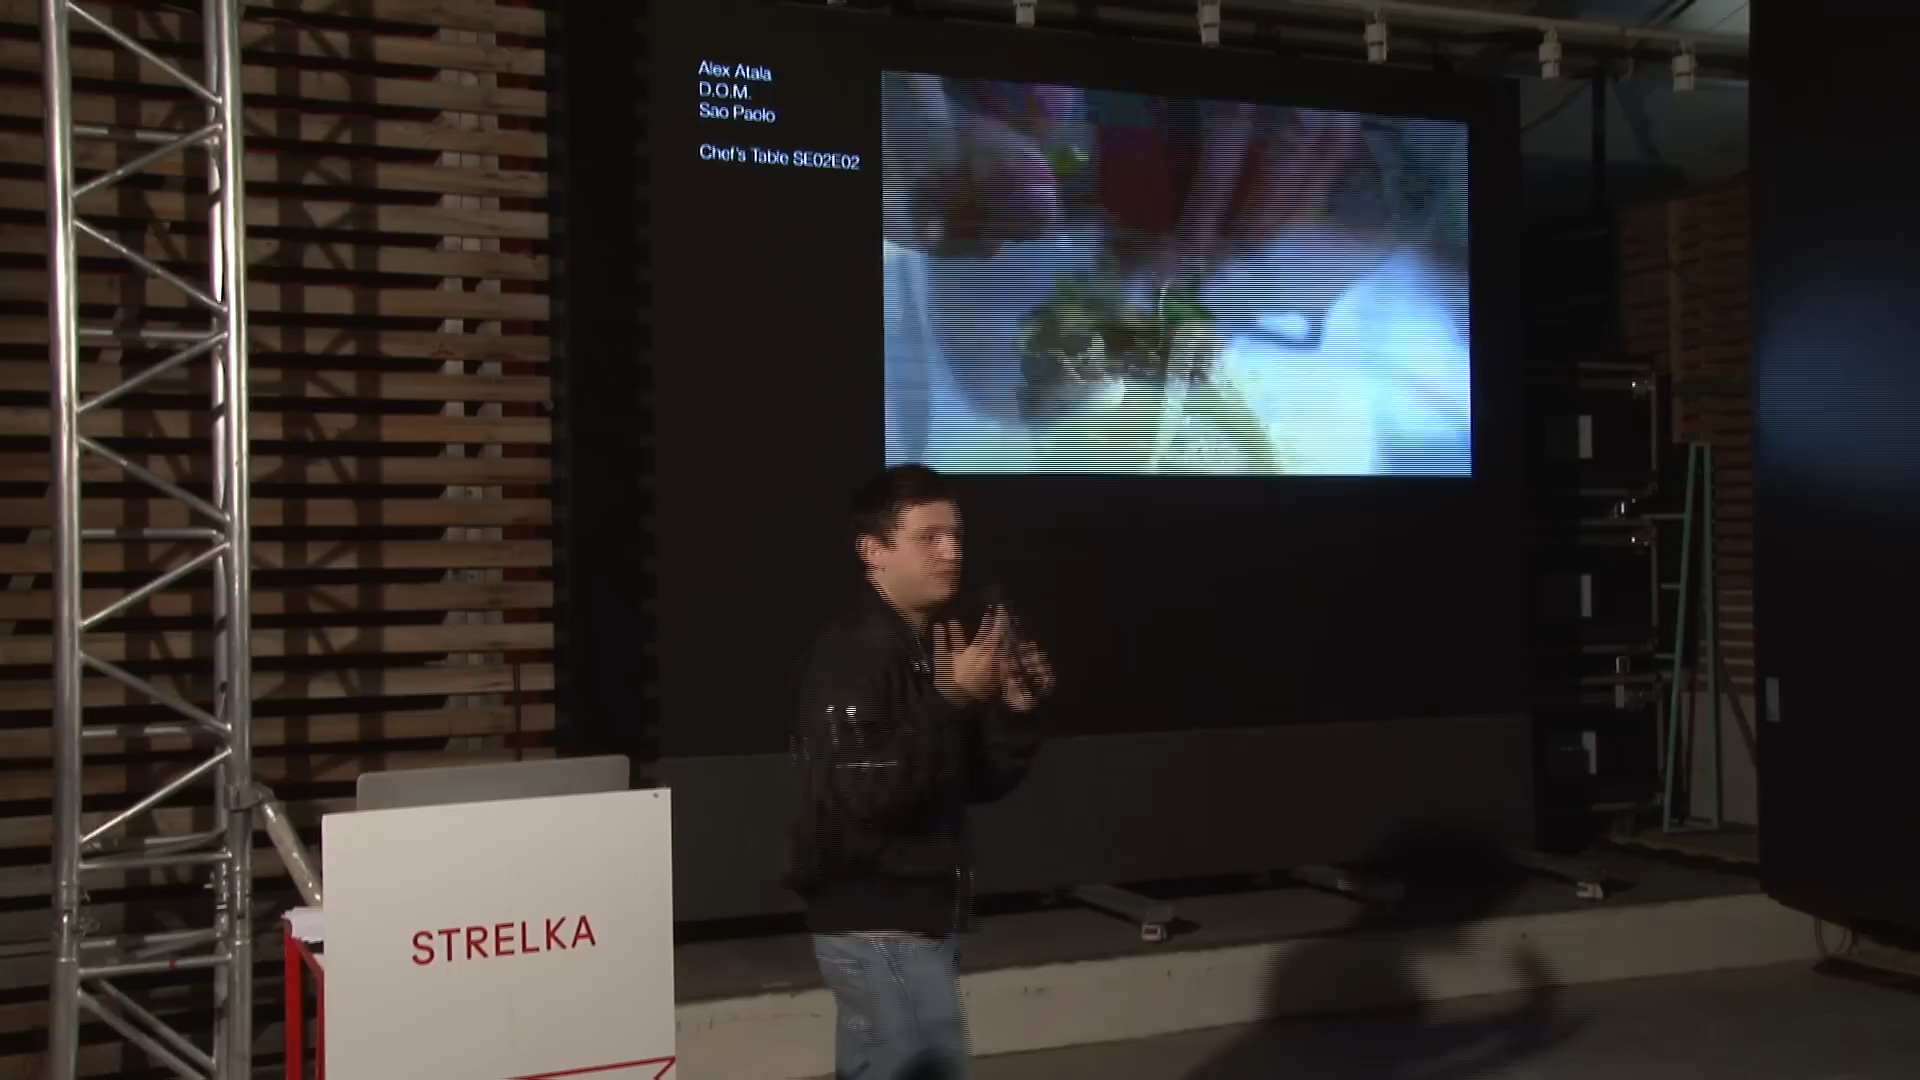 Alex Atala
D.O.M.
Sao Paolo
Chef's Table SE02E02
STRELKA